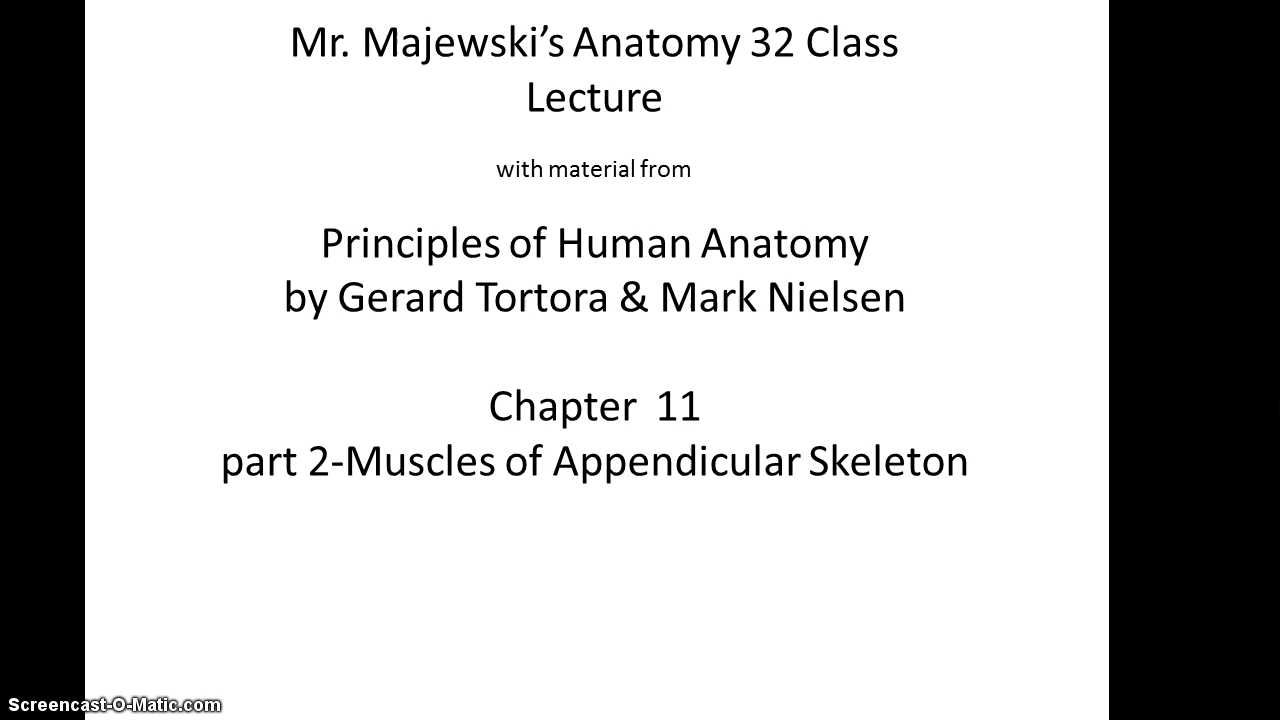 Mr. Majewski’s Anatomy 32 Class
Lecture
with material from
Principles of Human Anatomy
by Gerard Tortora & Mark Nielsen
Chapter  11
part 2-Muscles of Appendicular Skeleton
Screencast-O-Matic.com